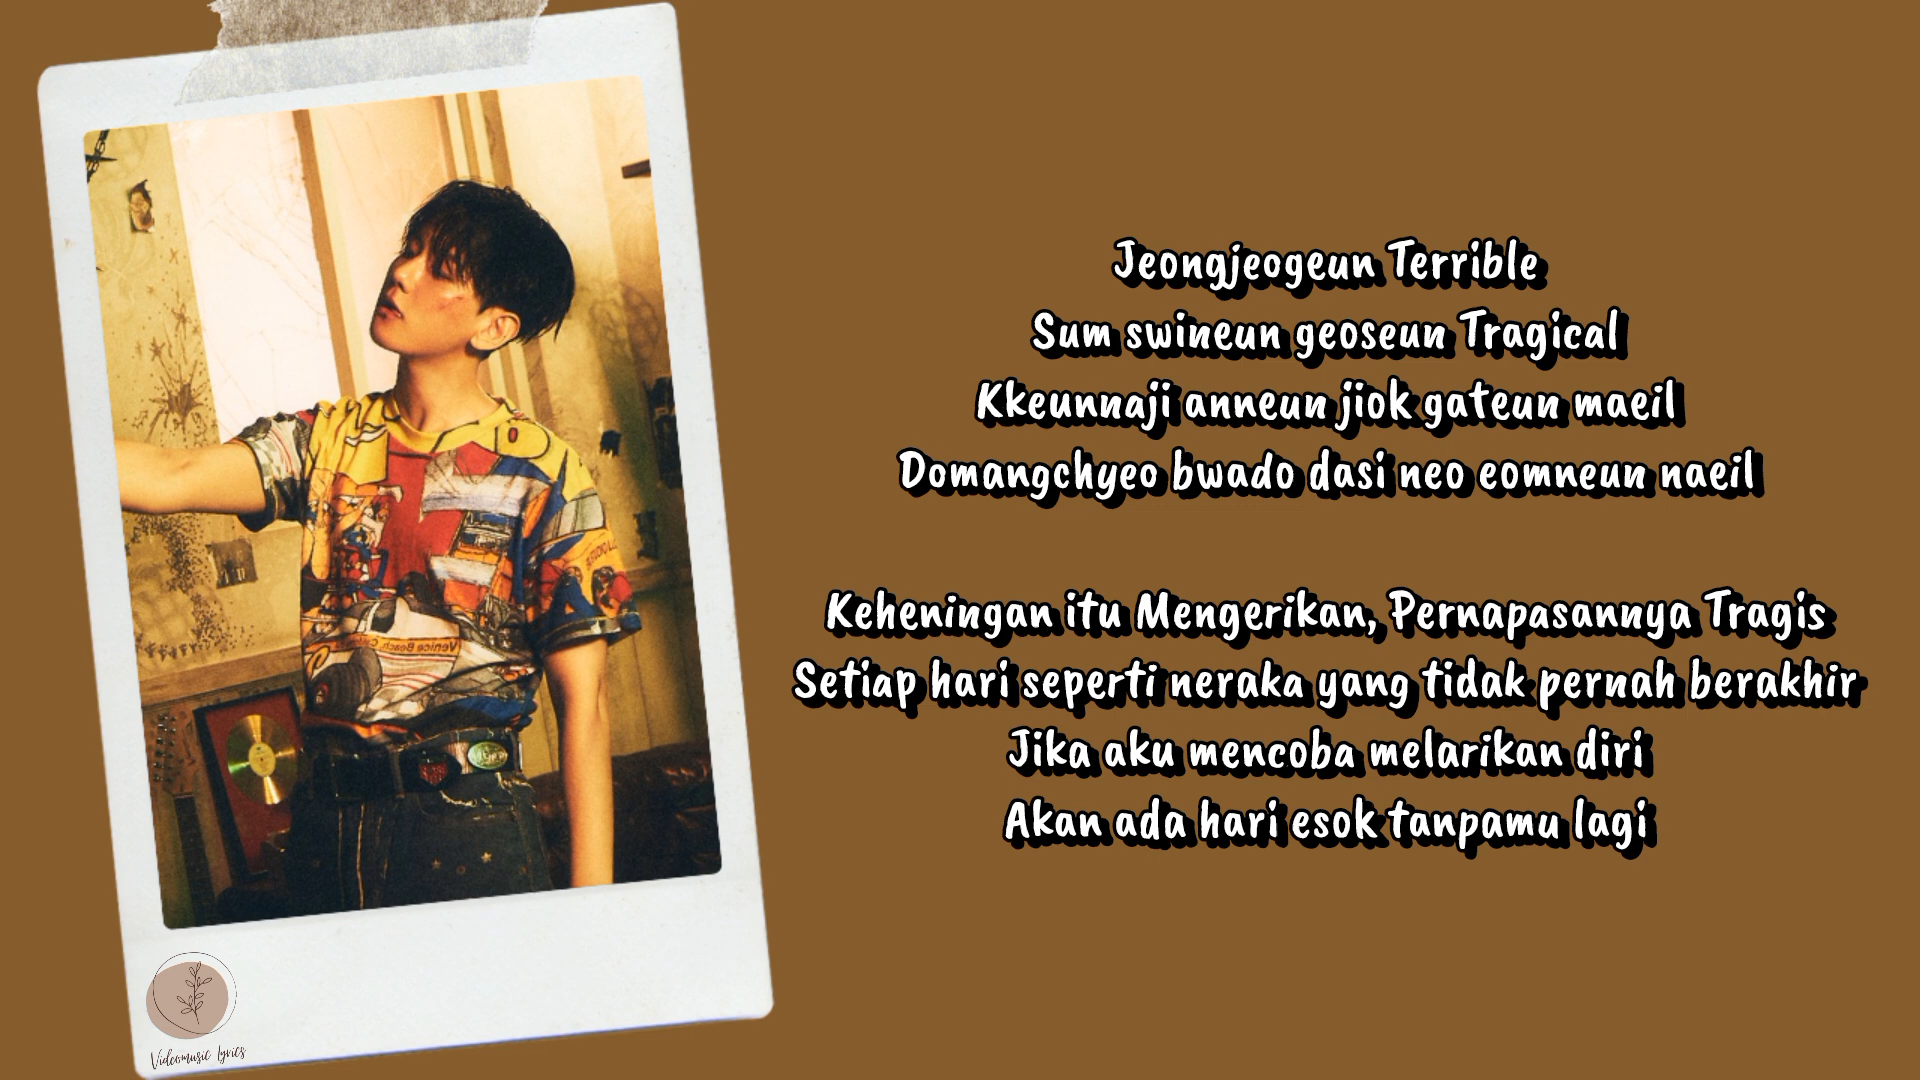 Jeongjeogeun Terrible
Sum swineun geoseun Tragical
Kkeunnaji anneun jiok gateun maeil
Domangchyeo bwado dasi neo eomneun naeil
Keheningan itu Mengerikan, Pernapasannya Tragis
Setiap hari seperti neraka yang tidak pernah berakhir
Jika aku mencoba melarikan diri
Akan ada hari esok tanpamu lagi
Venice Beach
Videomusic Lyrics